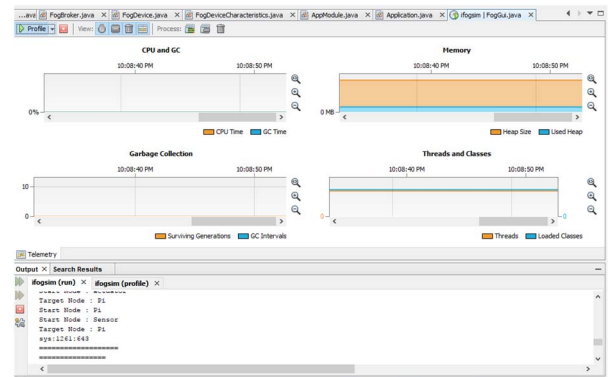 ...ava FogBroker.java FogDevice.java FogDeviceCharacteristics.java AppModule.java Application.java ifogsim | FogGui.java
Profile View: Process:
CPU and GC
10:08:40 PM 10:08:50 PM
0%
CPU Time GC Time
Memory
10:08:40 PM 10:08:50 PM
0 MB
Heap Size Used Heap
Garbage Collection
10:08:40 PM 10:08:50 PM
10
0
Surviving Generations GC Intervals
Threads and Classes
10:08:40 PM 10:08:50 PM
0 0
Threads Loaded Classes
Telemetry
Output Search Results
ifogsim (run) ifogsim (profile)
Start Node : Actuator
Target Node : Pi
Start Node : Pi
Start Node : Sensor
Target Node : Pi
sys:1261:643
===================
================